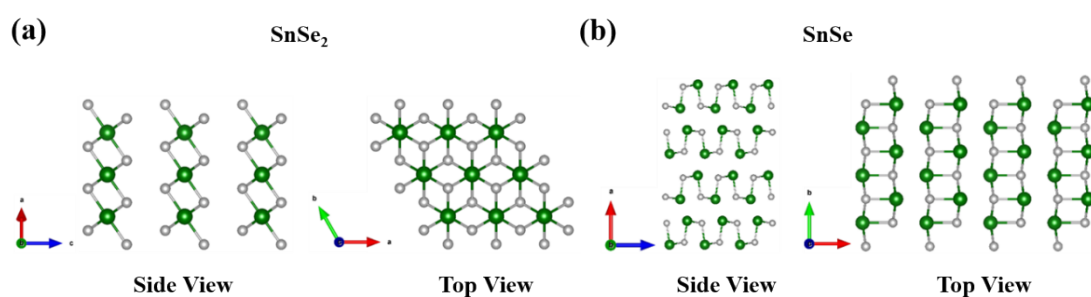 (a)
SnSe₂
(b)
SnSe
a
c
b
a
a
b
Side View
Top View
Side View
Top View